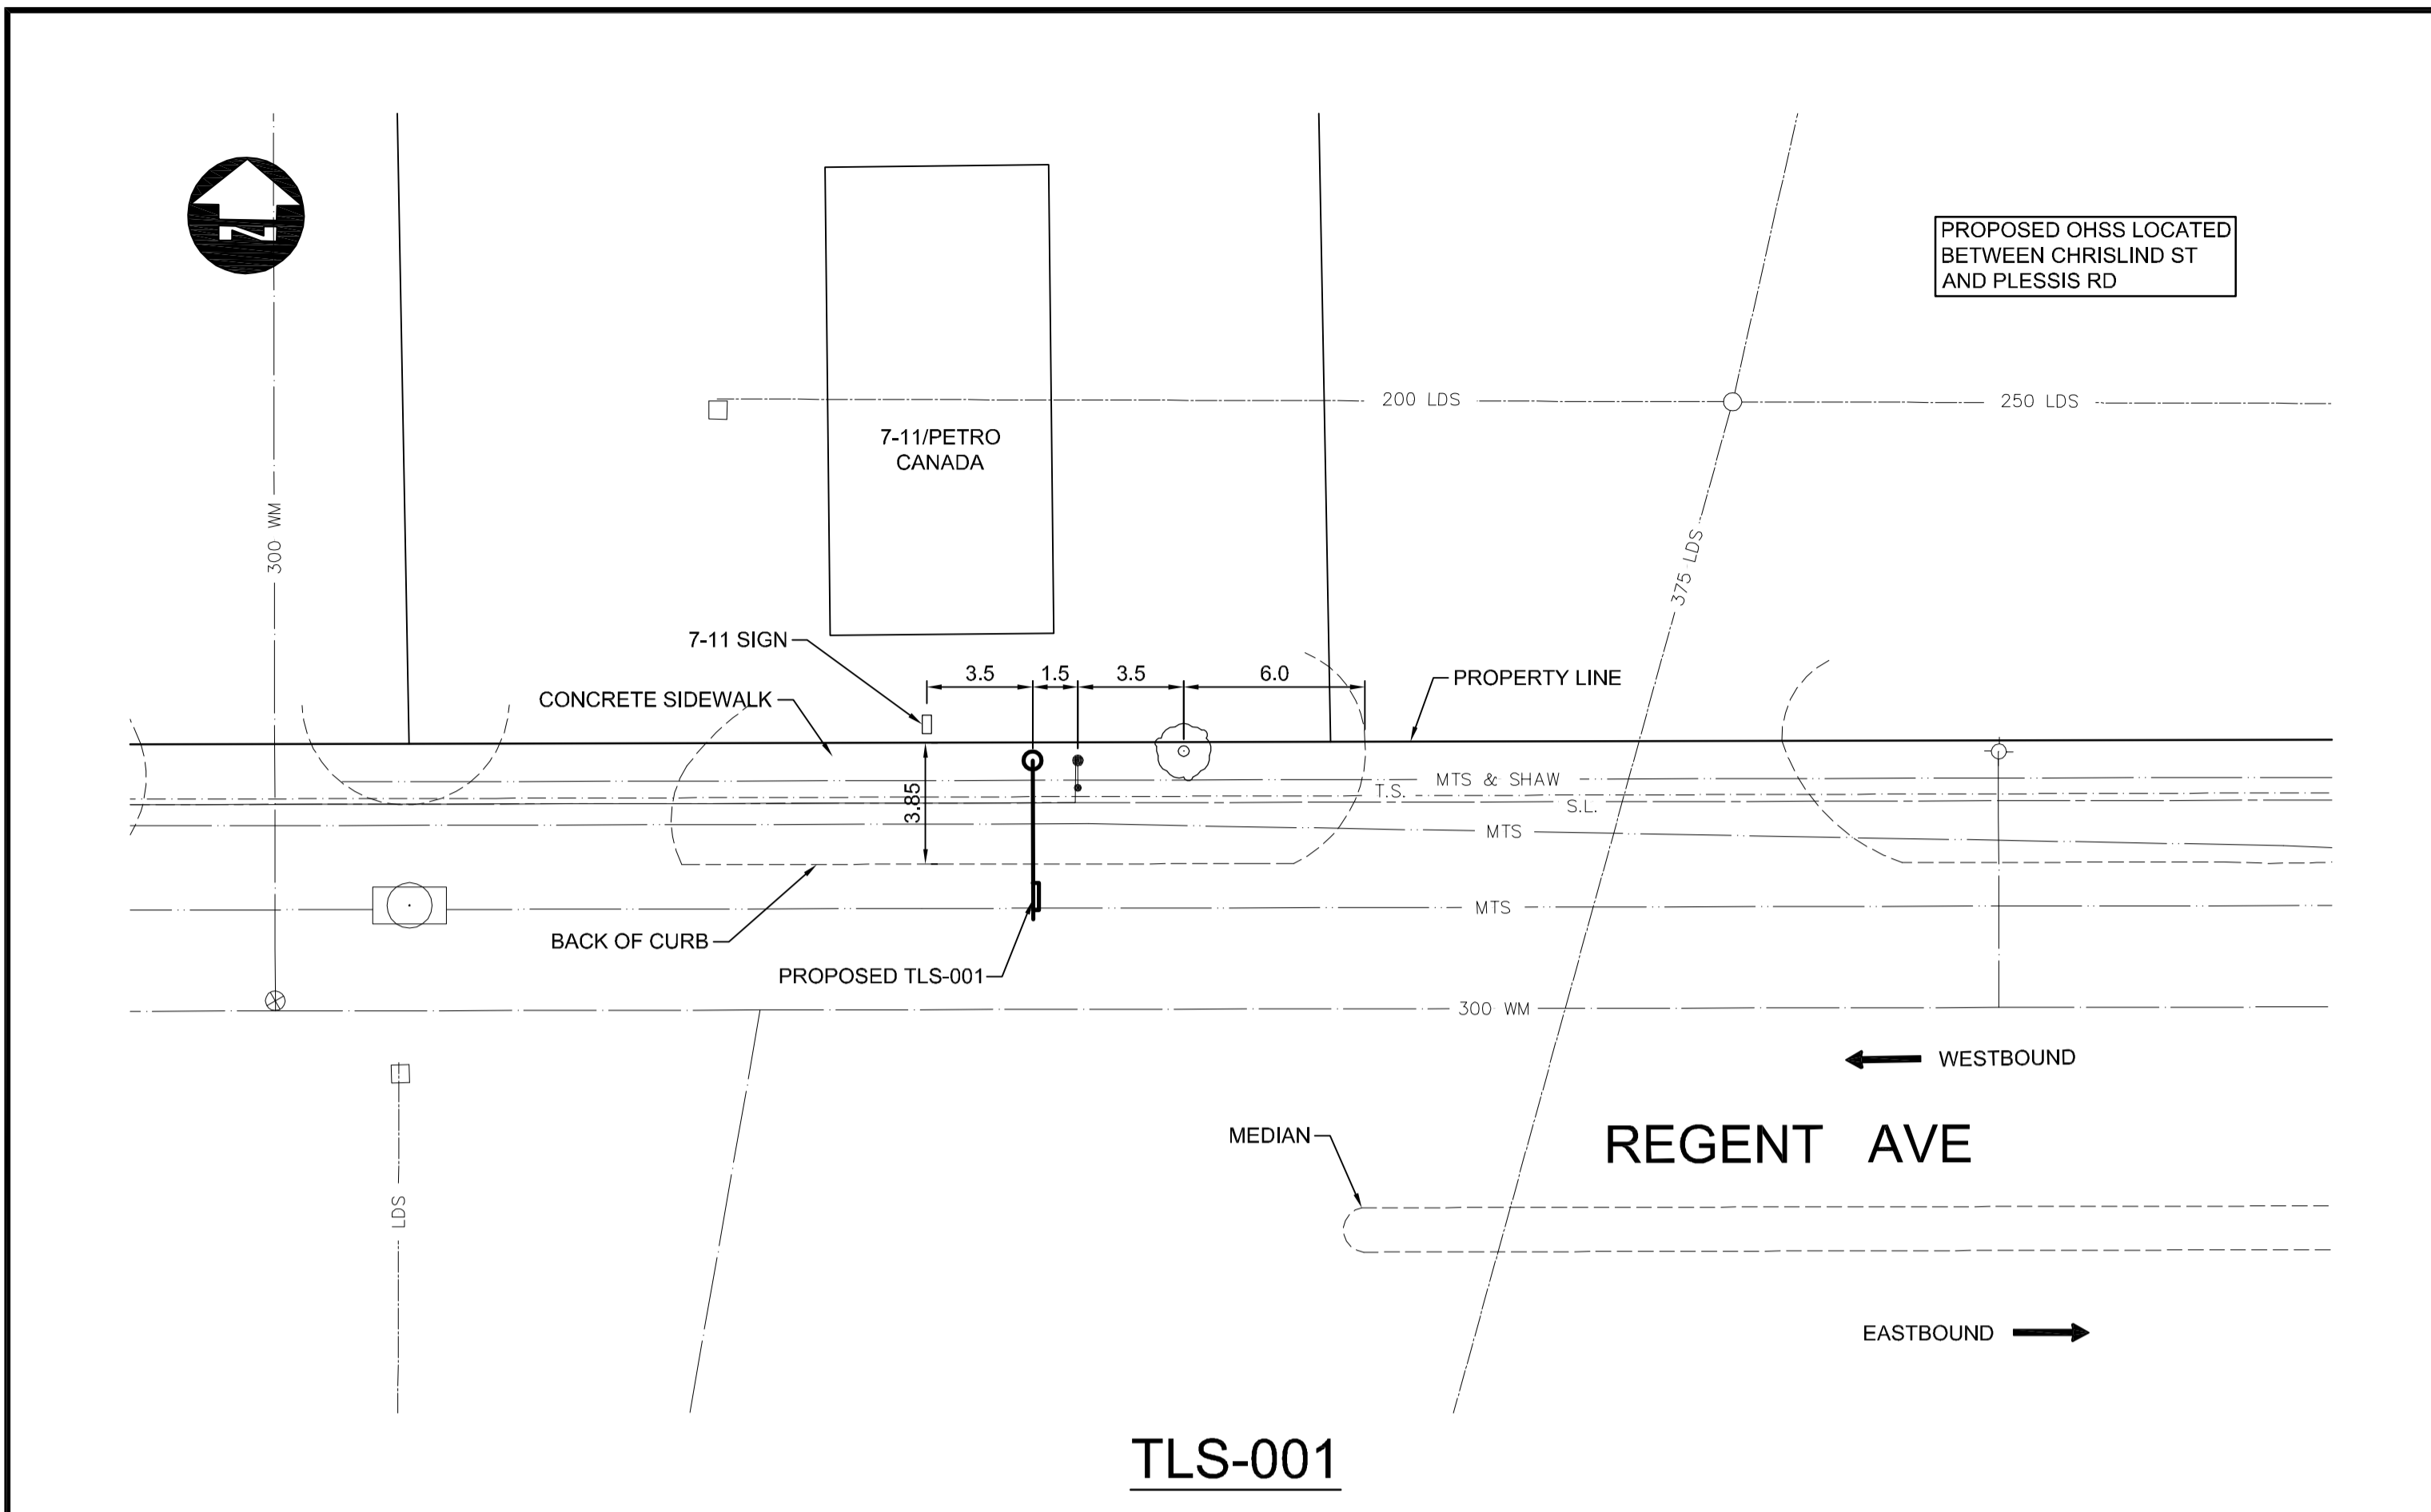 N
PROPOSED OHSS LOCATED
BETWEEN CHRISLIND ST
AND PLESSIS RD
200 LDS
250 LDS
7-11/PETRO
CANADA
300 WM
375 LDS
7-11 SIGN
3.5
1.5
3.5
6.0
PROPERTY LINE
CONCRETE SIDEWALK
MTS & SHAW
T.S.
S.L.
3.85
MTS
MTS
BACK OF CURB
PROPOSED TLS-001
300 WM
WESTBOUND
MEDIAN
REGENT AVE
LDS
EASTBOUND
TLS-001